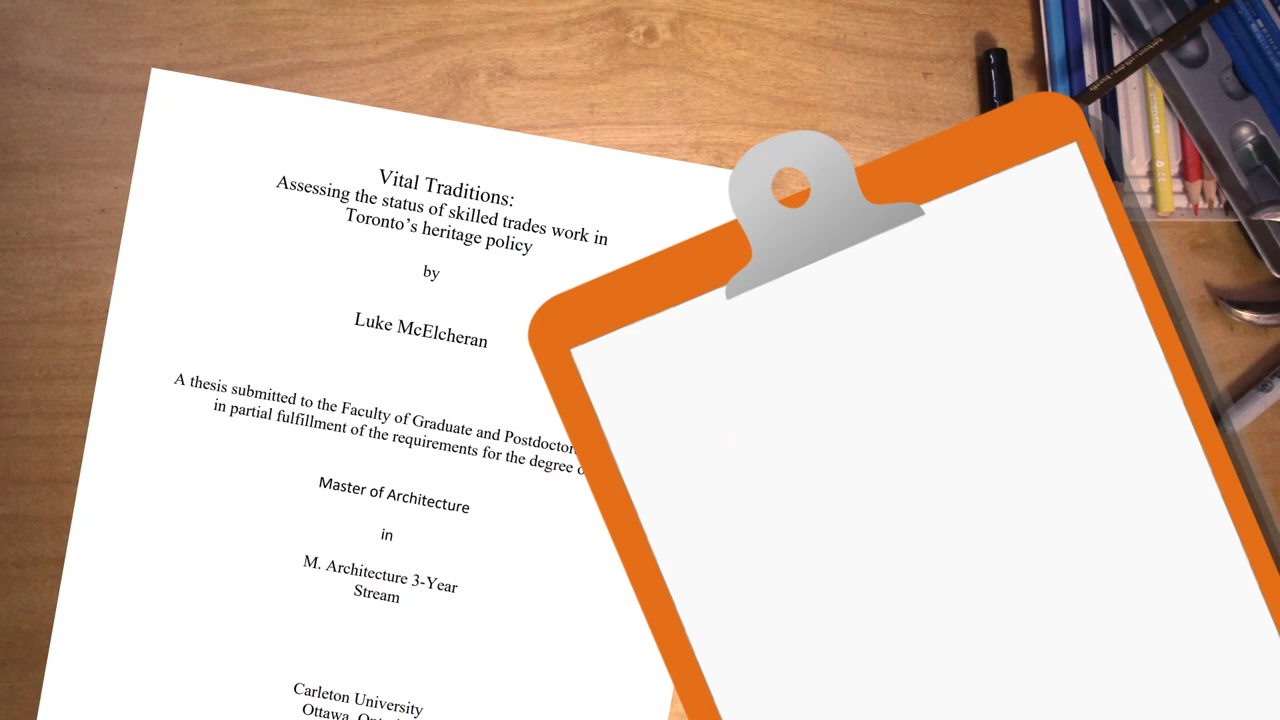 Vital Traditions:
Assessing the status of skilled trades work in
Toronto’s heritage policy
by
Luke McElcheran
A thesis submitted to the Faculty of Graduate and
in partial fulfillment of the requirements for the degree
Master of Architecture
in
M. Architecture 3-Year
Stream
Carleton University
Ottawa,